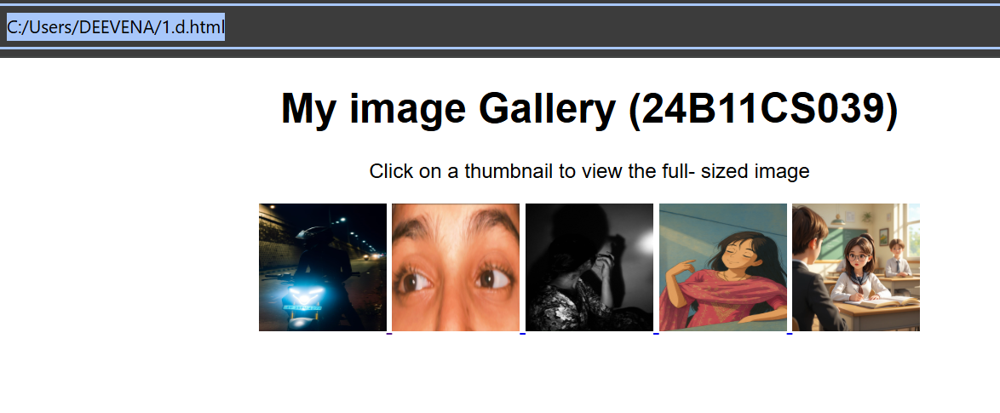 C:/Users/DEEVENA/1.d.html
My image Gallery (24B11CS039)
Click on a thumbnail to view the full- sized image